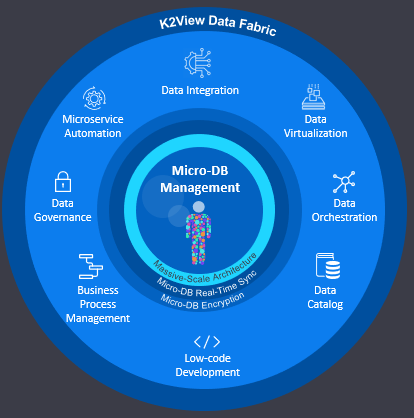 K2View Data Fabric
Data Integration
Microservice
Automation
Data
Virtualization
Micro-DB
Management
Data
Governance
Data
Orchestration
Massive-Scale Architecture
Micro-DB Real-Time Sync
Micro-DB Encryption
Business
Process
Management
Data
Catalog
Low-code
Development